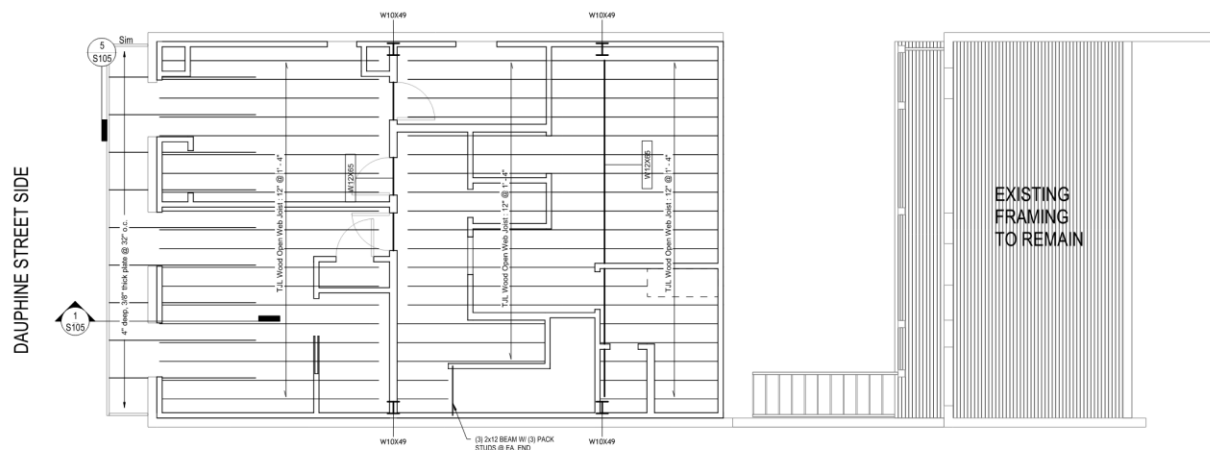 W10X49
W10X49
5
S105
Sim
DAUPHINE STREET SIDE
4" deep, 3/8" thick plate @ 32" o.c.
TJL Wood Open Web Joist : 12" @ 1' - 4"
W12X65
TJL Wood Open Web Joist : 12" @ 1' - 4"
W12X65
TJL Wood Open Web Joist : 12" @ 1' - 4"
EXISTING
FRAMING
TO REMAIN
1
S105
W10X49
(3) 2x12 BEAM W/ (3) PACK
STUDS @ EA. END
W10X49